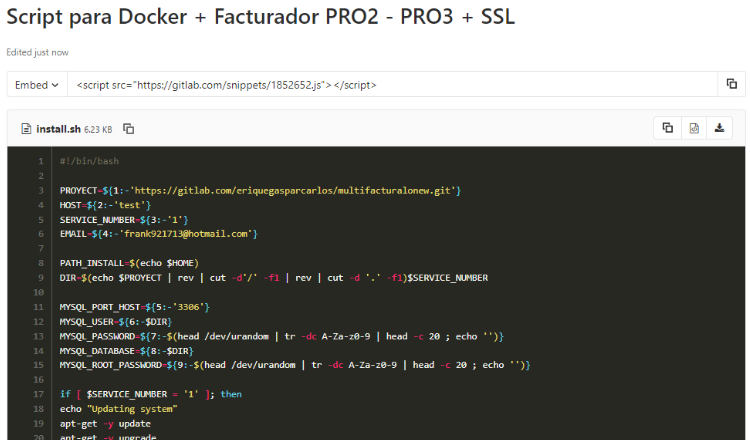 Script para Docker + Facturador PRO2 - PRO3 + SSL
Edited just now
Embed <script src="https://gitlab.com/snippets/1852652.js"></script>
install.sh 6.23 KB
1 #!/bin/bash
2
3 PROYECT=${1:-'https://gitlab.com/eriquegasparcarlos/multifacturalonew.git'}
4 HOST=${2:-'test'}
5 SERVICE_NUMBER=${3:-'1'}
6 EMAIL=${4:-'frank921713@hotmail.com'}
7
8 PATH_INSTALL=$(echo $HOME)
9 DIR=$(echo $PROYECT | rev | cut -d'/' -f1 | rev | cut -d '.' -f1)$SERVICE_NUMBER
10
11 MYSQL_PORT_HOST=${5:-'3306'}
12 MYSQL_USER=${6:-$DIR}
13 MYSQL_PASSWORD=${7:-$(head /dev/urandom | tr -dc A-Za-z0-9 | head -c 20 ; echo '')}
14 MYSQL_DATABASE=${8:-$DIR}
15 MYSQL_ROOT_PASSWORD=${9:-$(head /dev/urandom | tr -dc A-Za-z0-9 | head -c 20 ; echo '')}
16
17 if [ $SERVICE_NUMBER = '1' ]; then
18 echo "Updating system"
19 apt-get -y update
20 apt-get -y upgrade